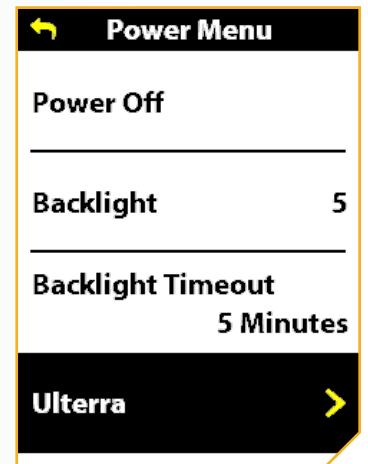 Power Menu
Power Off
Backlight 5
Backlight Timeout
5 Minutes
Ulterra